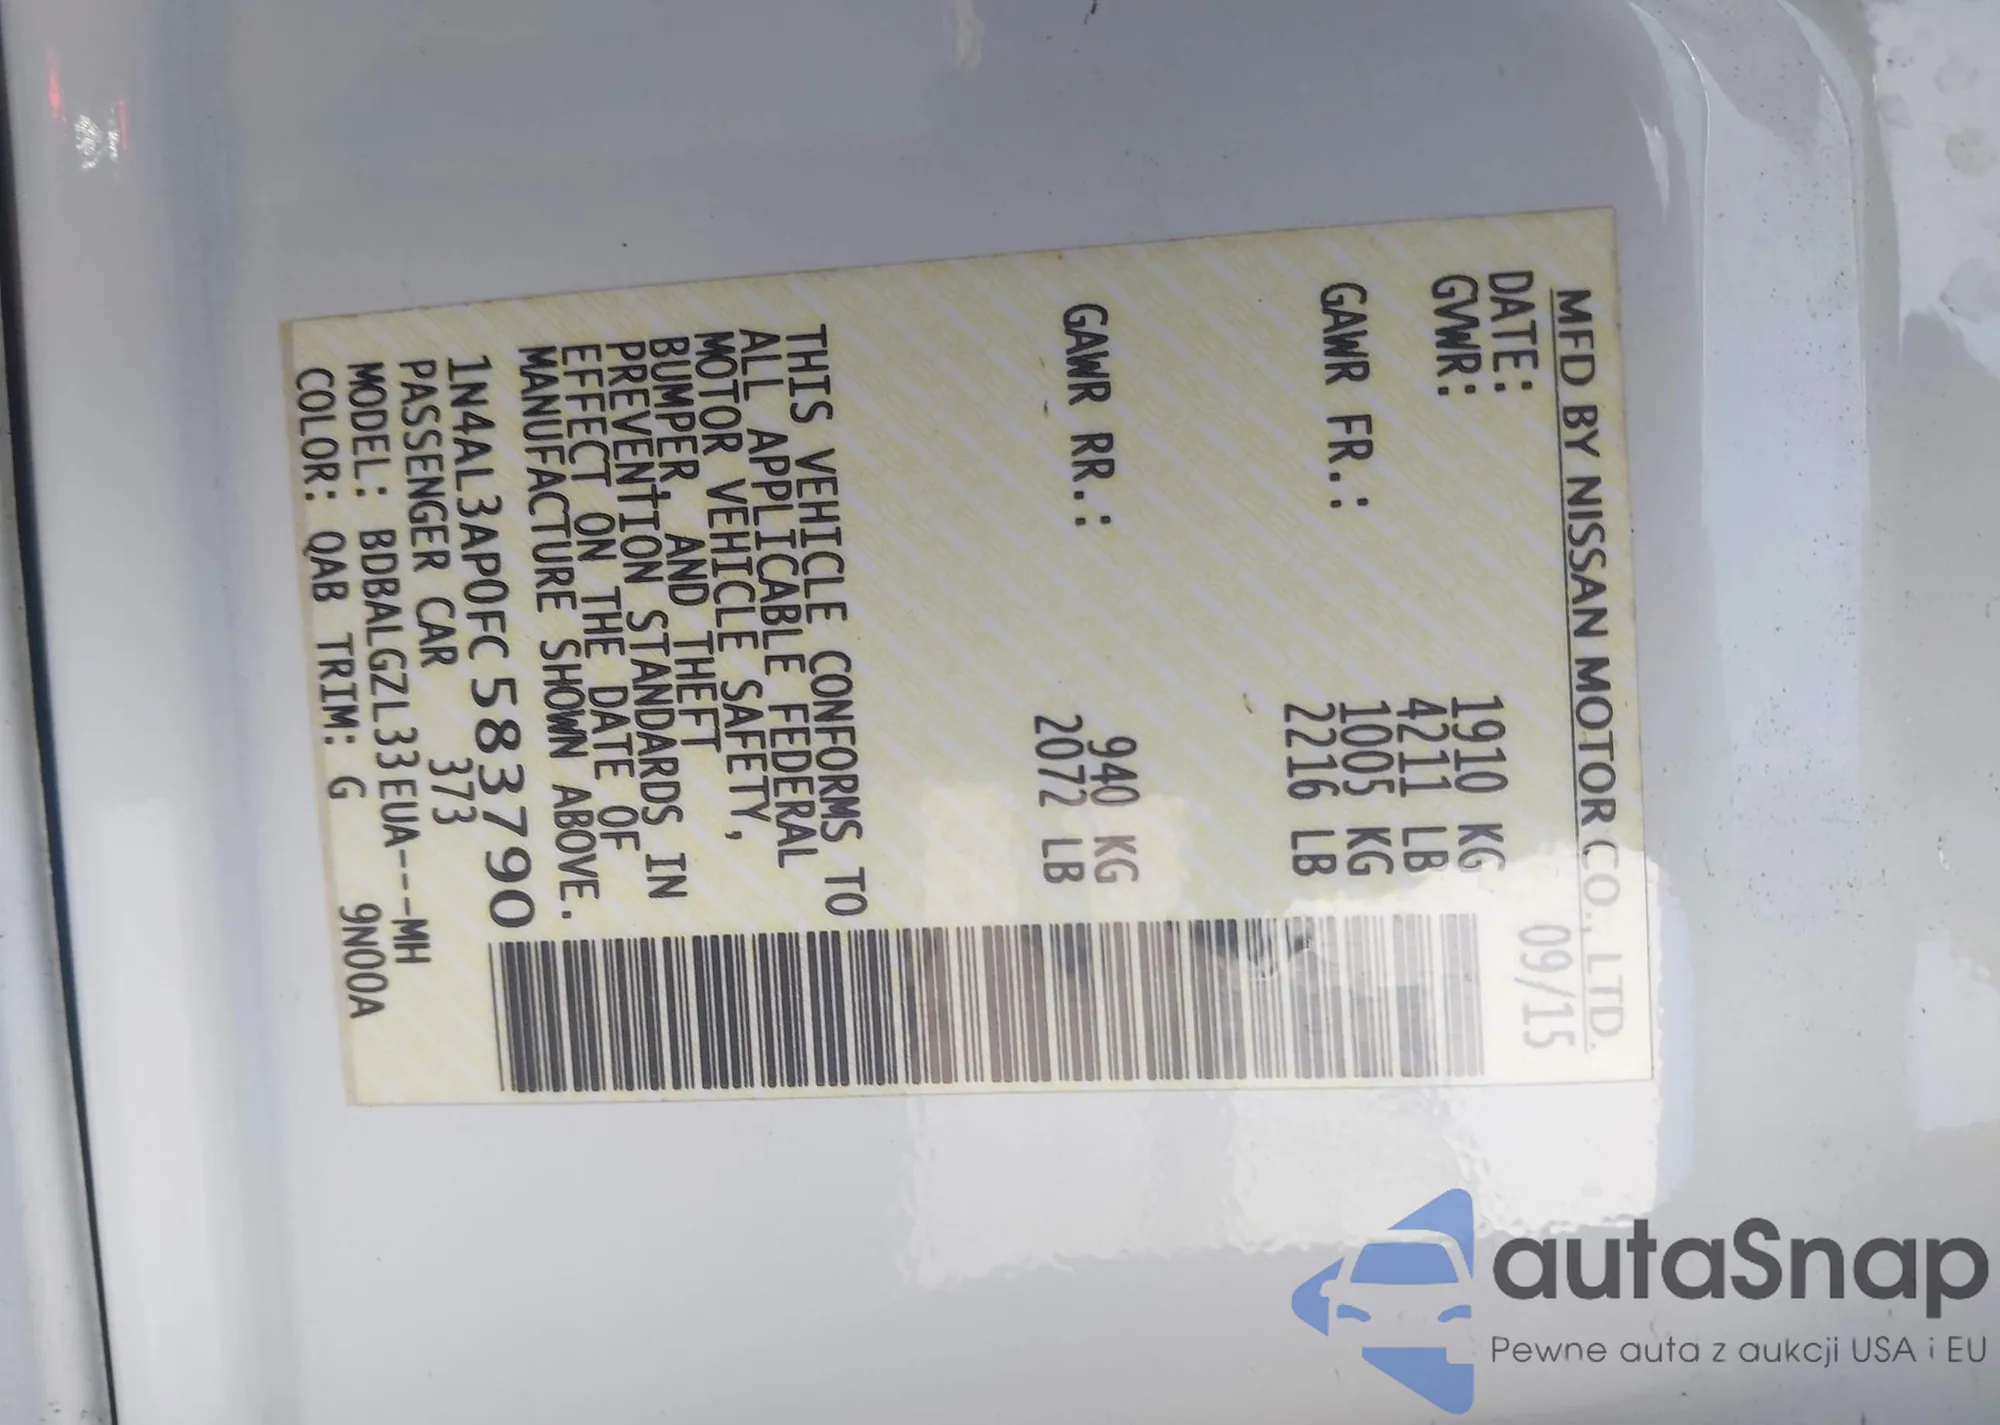 MFD BY NISSAN MOTOR CO., LTD.
DATE: 09/15
GVWR: 1910 KG
4211 LB
GAWR FR.: 1005 KG
2216 LB
GAWR RR.: 940 KG
2072 LB
THIS VEHICLE CONFORMS TO
ALL APPLICABLE FEDERAL
MOTOR VEHICLE SAFETY,
BUMPER, AND THEFT
PREVENTION STANDARDS IN
EFFECT ON THE DATE OF
MANUFACTURE SHOWN ABOVE.
1N4AL3AP0FC583790
PASSENGER CAR 373
MODEL: BDBALGZL33EUA---MH
COLOR: QAB TRIM: G 9N00A
autaSnap
Pewne auta z aukcji USA i EU